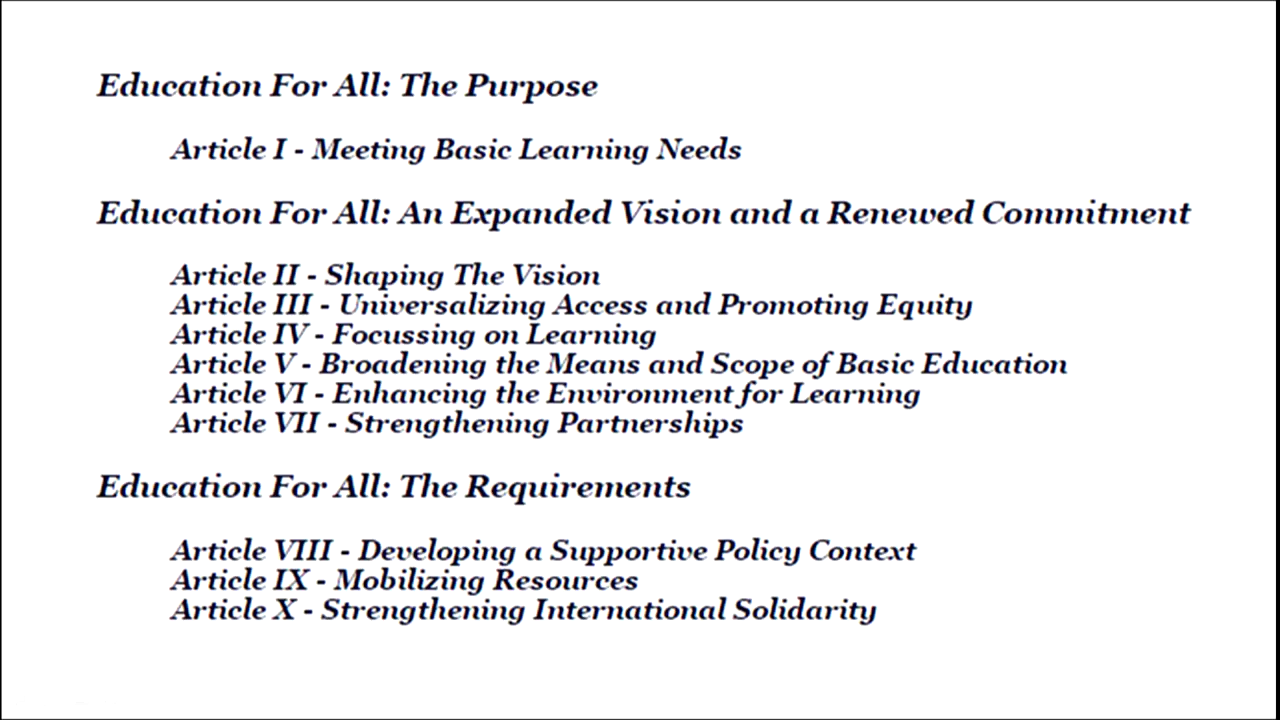 Education For All: The Purpose
Article I - Meeting Basic Learning Needs
Education For All: An Expanded Vision and a Renewed Commitment
Article II - Shaping The Vision
Article III - Universalizing Access and Promoting Equity
Article IV - Focussing on Learning
Article V - Broadening the Means and Scope of Basic Education
Article VI - Enhancing the Environment for Learning
Article VII - Strengthening Partnerships
Education For All: The Requirements
Article VIII - Developing a Supportive Policy Context
Article IX - Mobilizing Resources
Article X - Strengthening International Solidarity